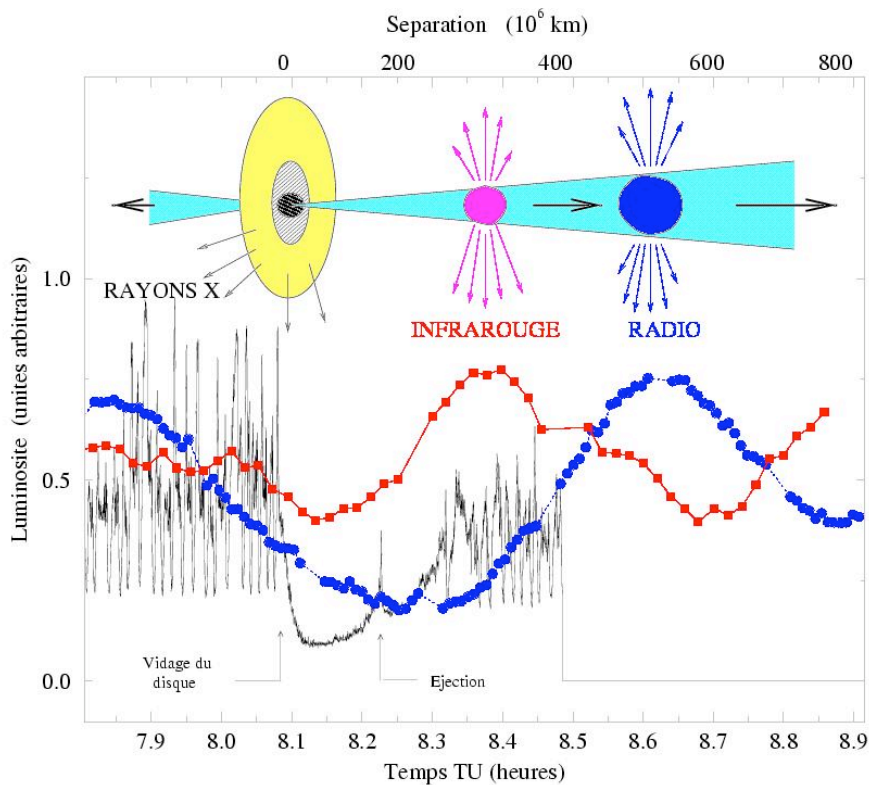 Separation (10⁶ km)
0 200 400 600 800
RAYONS X
INFRAROUGE
RADIO
Luminosite (unites arbitraires)
1.0
0.5
0.0
Vidage du
disque
Ejection
7.9 8.0 8.1 8.2 8.3 8.4 8.5 8.6 8.7 8.8 8.9
Temps TU (heures)